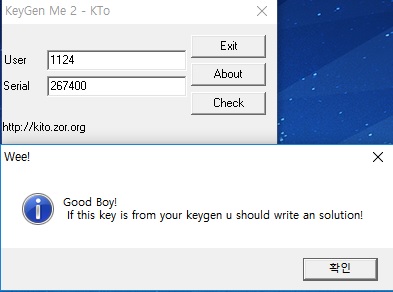 KeyGen Me 2 - KTo
Exit
User 1124
About
Serial 267400
Check
http://kito.zor.org
Wee!
Good Boy!
If this key is from your keygen u should write an solution!
확인